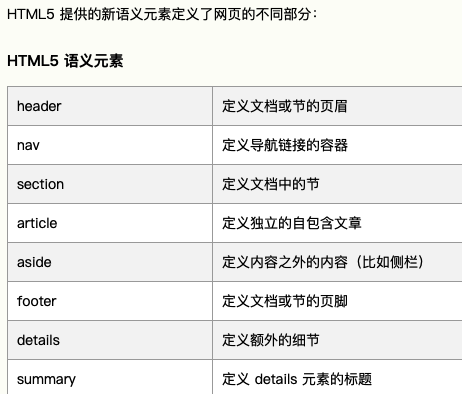 HTML5 提供的新语义元素定义了网页的不同部分：
HTML5 语义元素
header 定义文档或节的页眉
nav 定义导航链接的容器
section 定义文档中的节
article 定义独立的自包含文章
aside 定义内容之外的内容（比如侧栏）
footer 定义文档或节的页脚
details 定义额外的细节
summary 定义 details 元素的标题